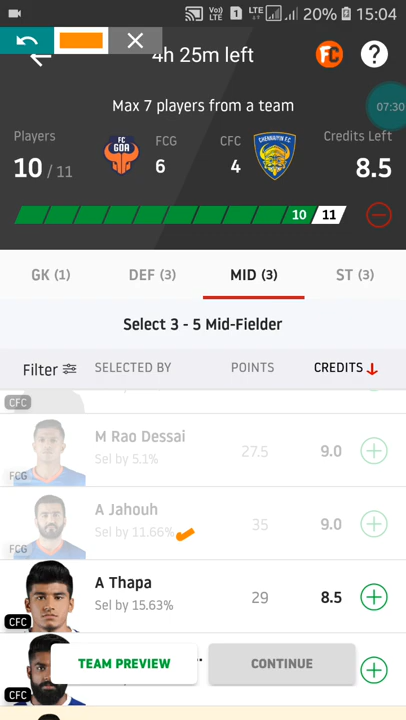 Vo) LTE 1 LTE 20% 15:04
4h 25m left
FC
?
Max 7 players from a team
07:30
Players FCG CFC Credits Left
FC GOA
CHENNAIYIN F.C.
10 / 11 6 4 8.5
10 11
GK (1) DEF (3) MID (3) ST (3)
Select 3 - 5 Mid-Fielder
Filter SELECTED BY POINTS CREDITS
CFC
M Rao Dessai
Sel by 5.1% 27.5 9.0
FCG
A Jahouh
Sel by 11.66% 35 9.0
FCG
A Thapa
Sel by 15.63% 29 8.5
CFC
TEAM PREVIEW CONTINUE
CFC